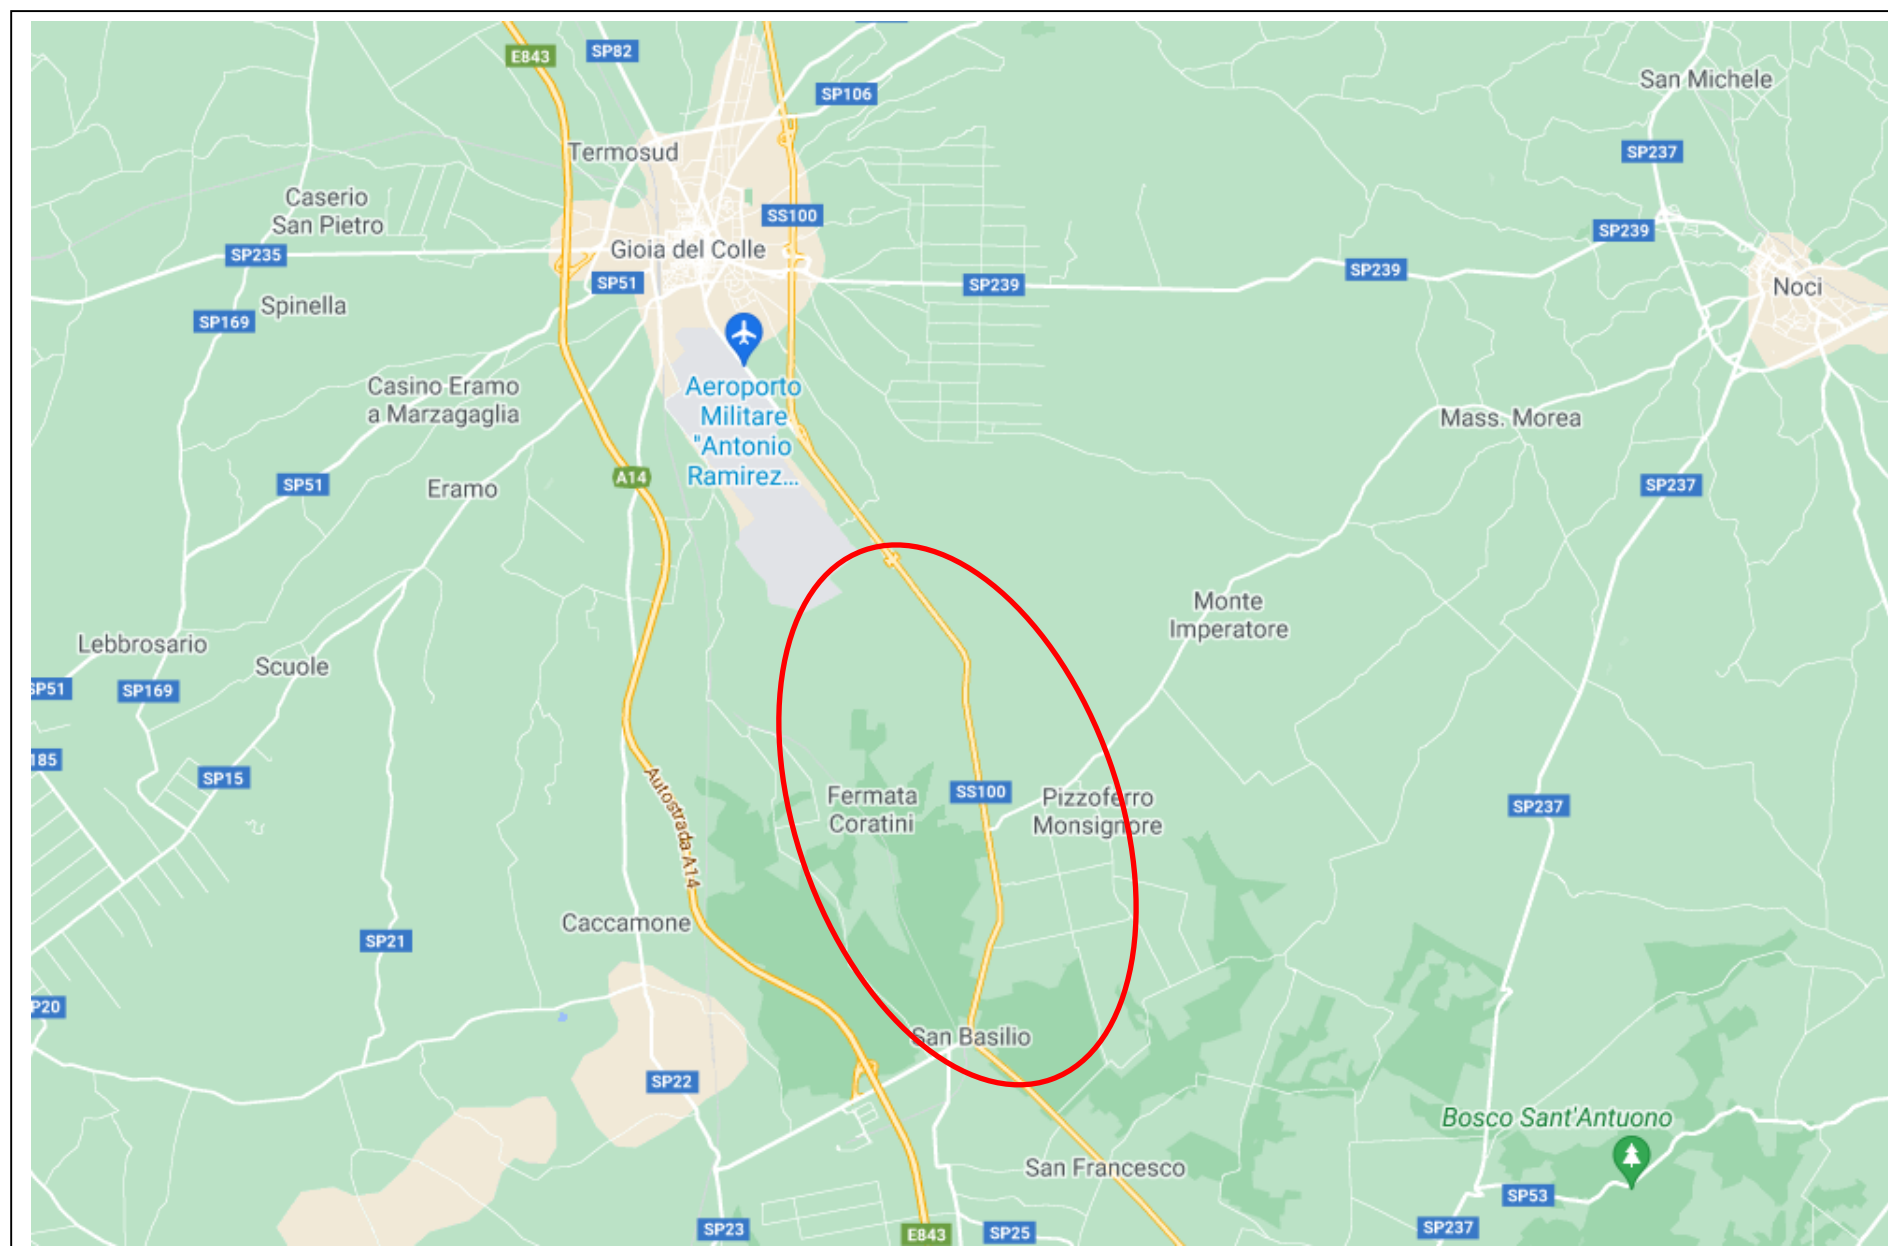 E843
SP82
SP106
San Michele
SP237
Termosud
Caserio
San Pietro
SS100
SP239
SP235
Gioia del Colle
SP51
SP239
SP239
Noci
Spinella
SP169
Casino Eramo
a Marzagaglia
Aeroporto
Militare
"Antonio
Ramirez...
Mass. Morea
A14
SP51
Eramo
SP237
Monte
Imperatore
Lebbrosario
Scuole
SP51
SP169
185
SP15
Autostrada A14
Fermata
Coratini
SS100
Pizzoferro
Monsignore
SP237
Caccamone
SP21
P20
San Basilio
SP22
Bosco Sant'Antuono
San Francesco
SP53
SP23
E843
SP25
SP237